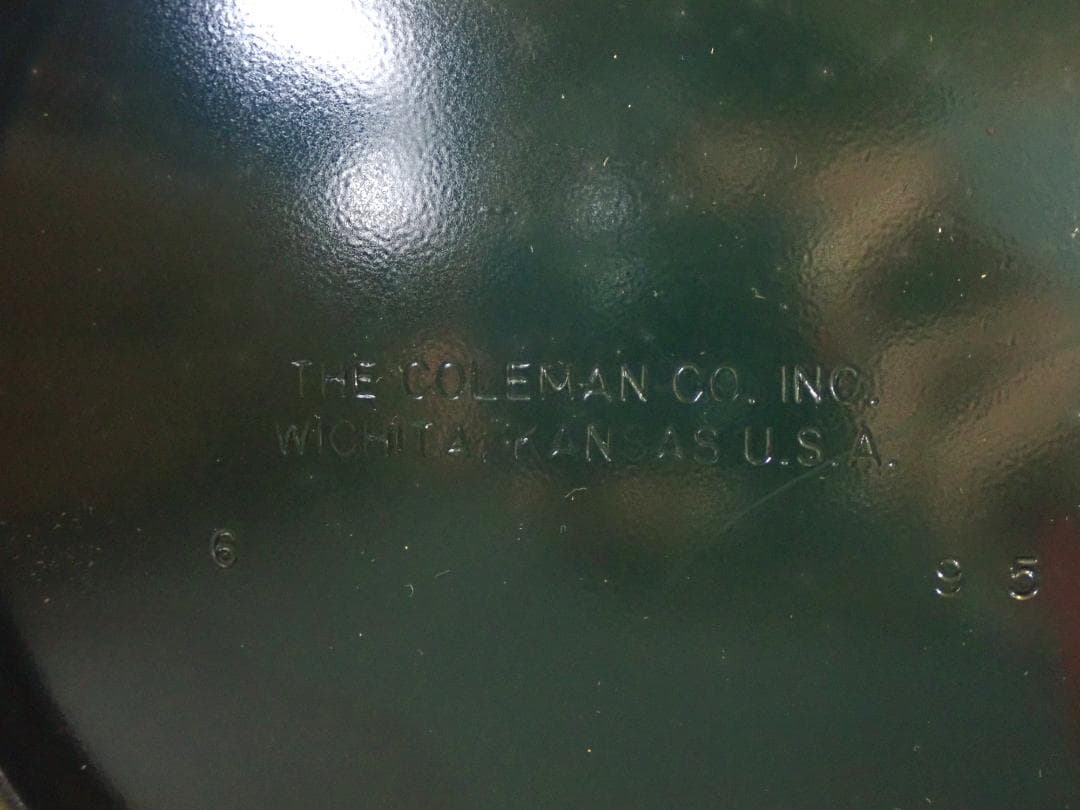 THE COLEMAN CO. INC.
WICHITA, KANSAS U.S.A.
6
9 5